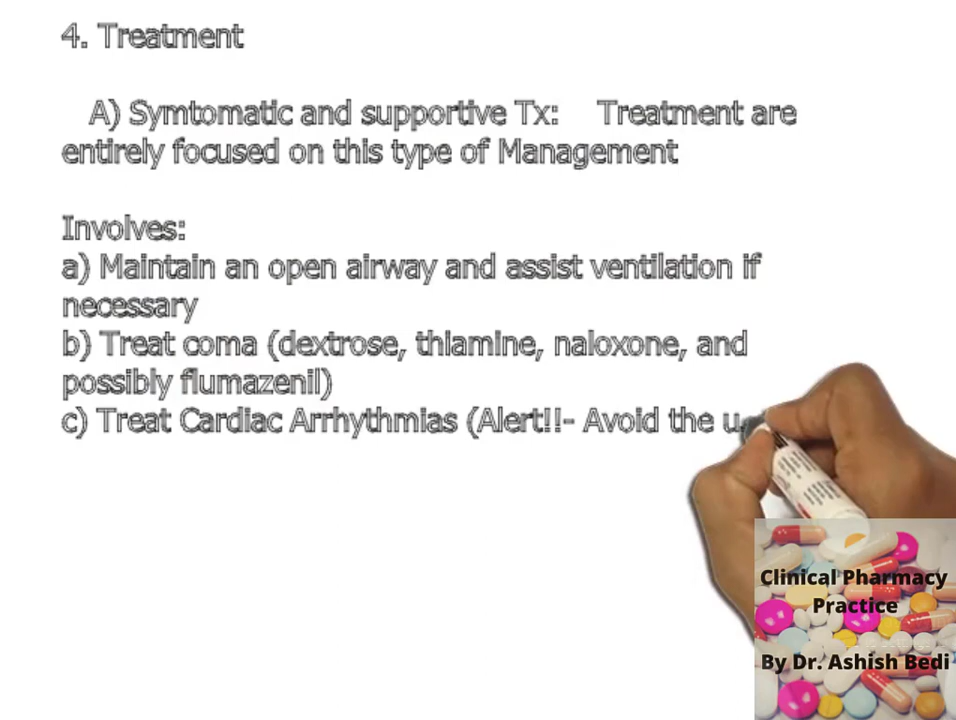 4. Treatment
A) Symtomatic and supportive Tx: Treatment are
entirely focused on this type of Management
Involves:
a) Maintain an open airway and assist ventilation if
necessary
b) Treat coma (dextrose, thiamine, naloxone, and
possibly flumazenil)
c) Treat Cardiac Arrhythmias (Alert!!- Avoid the
Clinical Pharmacy
Practice
By Dr. Ashish Bedi